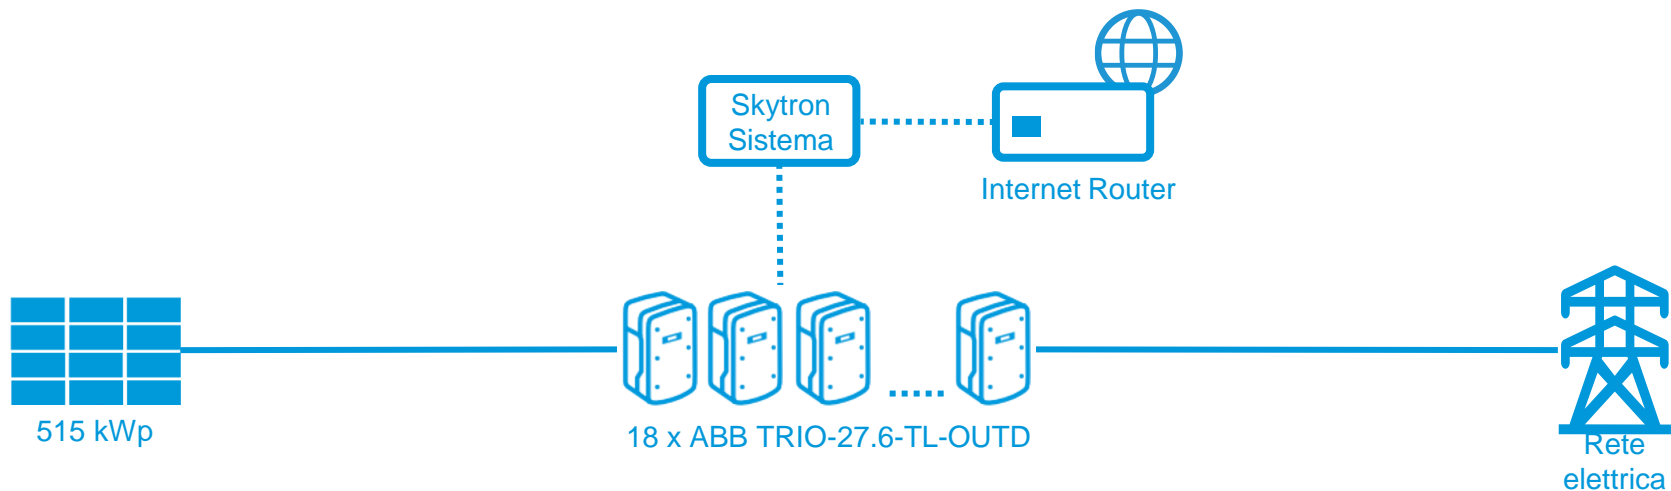 Skytron
Sistema
Internet Router
515 kWp
18 x ABB TRIO-27.6-TL-OUTD
Rete
elettrica